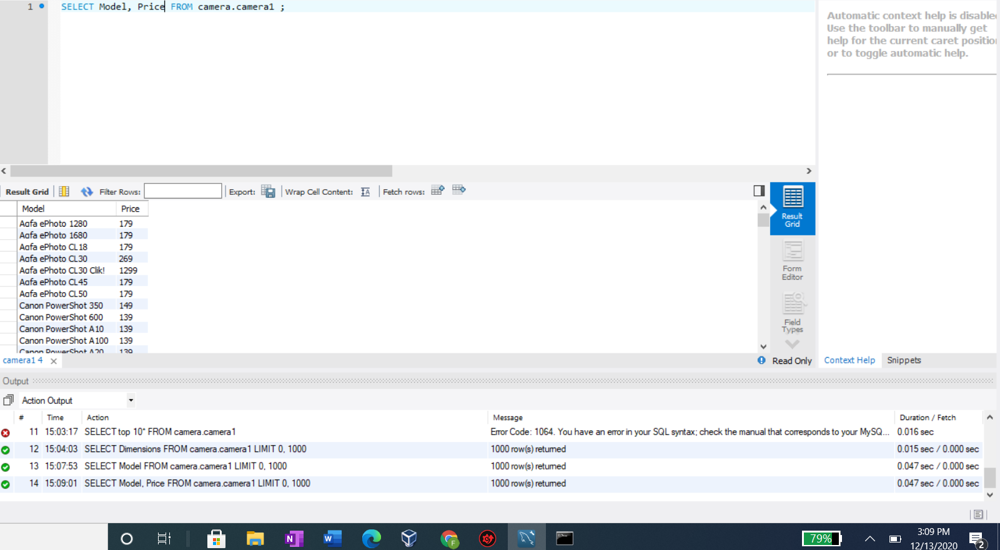 1 SELECT Model, Price FROM camera.camera1 ;
Automatic context help is disable
Use the toolbar to manually get
help for the current caret positio
or to toggle automatic help.
Result Grid Filter Rows: Export: Wrap Cell Content: Fetch rows:
Model Price
Agfa ePhoto 1280 179
Agfa ePhoto 1680 179
Agfa ePhoto CL18 179
Agfa ePhoto CL30 269
Agfa ePhoto CL30 Clik! 1299
Agfa ePhoto CL45 179
Agfa ePhoto CL50 179
Canon PowerShot 350 149
Canon PowerShot 600 139
Canon PowerShot A10 139
Canon PowerShot A100 139
Canon PowerShot A20 139
Result
Grid
Form
Editor
Field
Types
camera1 4 Read Only Context Help Snippets
Output
Action Output
# Time Action Message Duration / Fetch
11 15:03:17 SELECT top 10* FROM camera.camera1 Error Code: 1064. You have an error in your SQL syntax; check the manual that corresponds to your MySQ... 0.016 sec
12 15:04:03 SELECT Dimensions FROM camera.camera1 LIMIT 0, 1000 1000 row(s) returned 0.015 sec / 0.000 sec
13 15:07:53 SELECT Model FROM camera.camera1 LIMIT 0, 1000 1000 row(s) returned 0.047 sec / 0.000 sec
14 15:09:01 SELECT Model, Price FROM camera.camera1 LIMIT 0, 1000 1000 row(s) returned 0.047 sec / 0.000 sec
N W F 79% 3:09 PM
12/13/2020 2